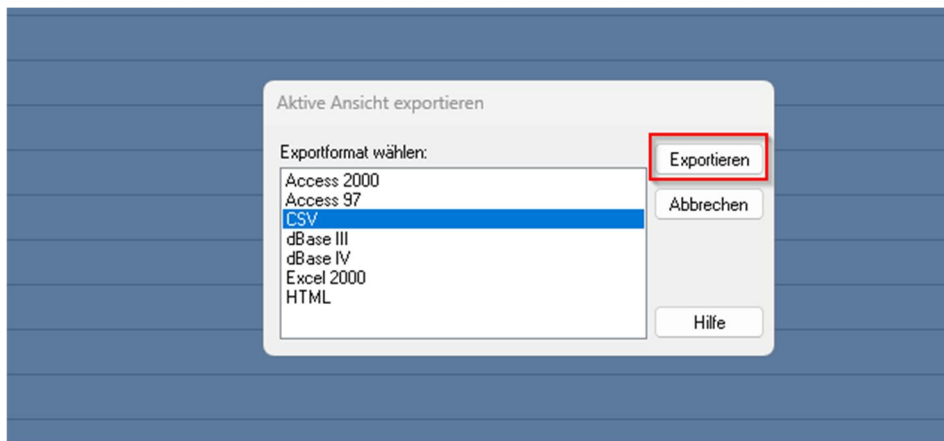 Aktive Ansicht exportieren
Exportformat wählen:
Access 2000
Access 97
CSV
dBase III
dBase IV
Excel 2000
HTML
Exportieren
Abbrechen
Hilfe